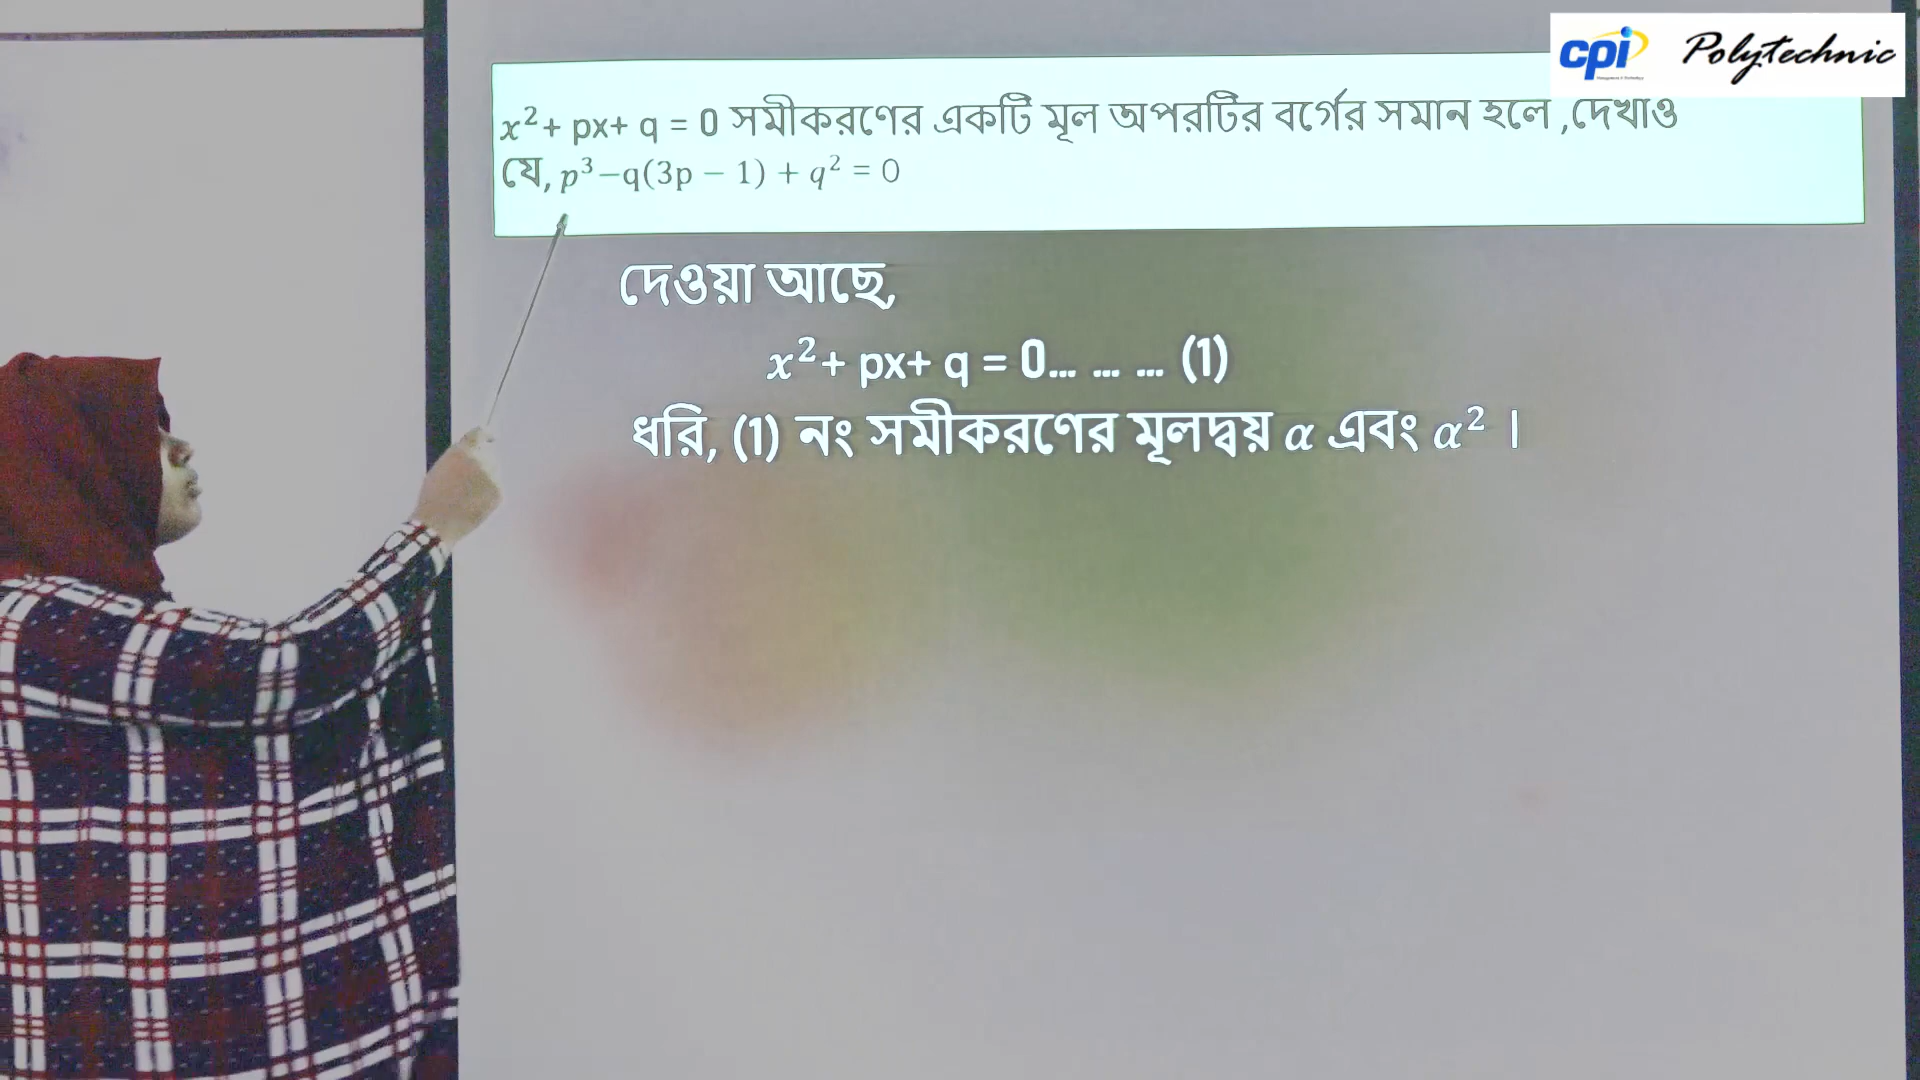 cpi Polytechnic
x²+ px+ q = 0 সমীকরণের একটি মূল অপরটির বর্গের সমান হলে ,দেখাও
যে, p³−q(3p − 1) + q² = 0
দেওয়া আছে,
x²+ px+ q = 0... ... ... (1)
ধরি, (1) নং সমীকরণের মূলদ্বয় α এবং α² ।